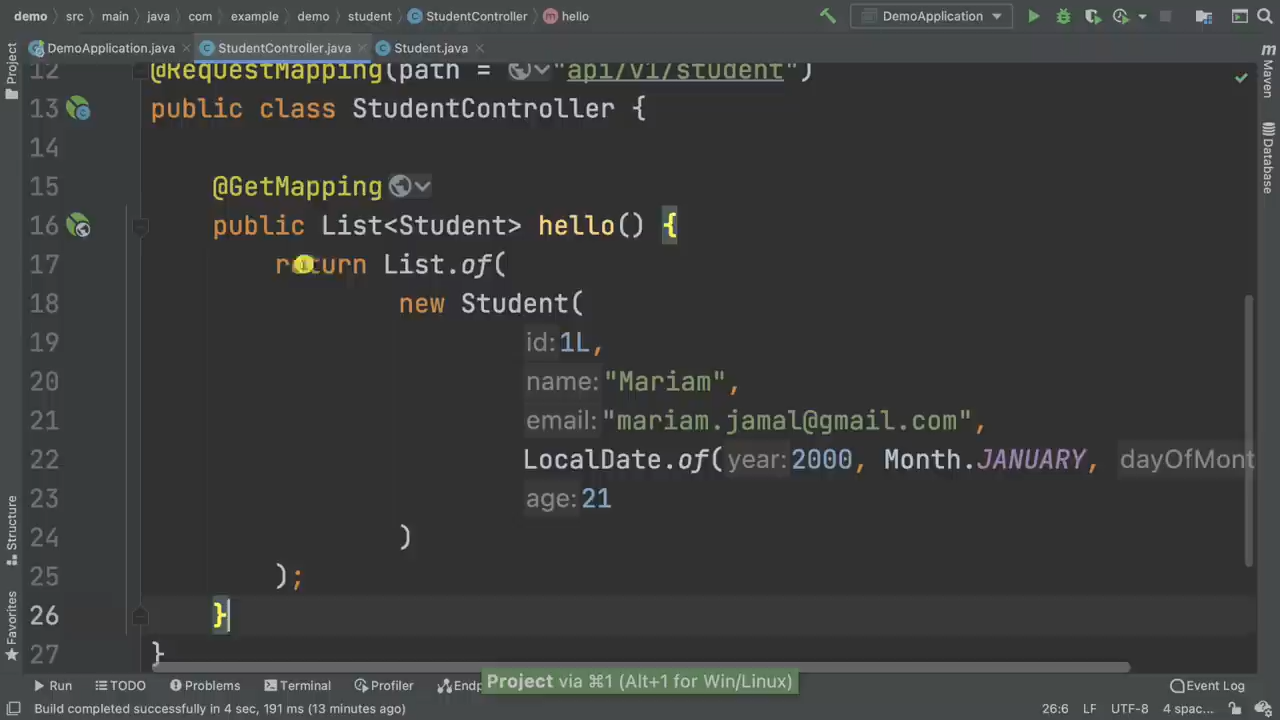 demo src main java com example demo student StudentController hello DemoApplication
DemoApplication.java StudentController.java Student.java
Project
Structure
Favorites
Maven
Database
12 @RequestMapping(path = "api/v1/student")
13 public class StudentController {
14
15 @GetMapping
16 public List<Student> hello() {
17 return List.of(
18 new Student(
19 id: 1L,
20 name: "Mariam",
21 email: "mariam.jamal@gmail.com",
22 LocalDate.of( year: 2000, Month.JANUARY, dayOfMont
23 age: 21
24 )
25 );
26 }
27 }
Run TODO Problems Terminal Profiler Endp Project via ⌘1 (Alt+1 for Win/Linux) Event Log
Build completed successfully in 4 sec, 191 ms (13 minutes ago) 26:6 LF UTF-8 4 spac...